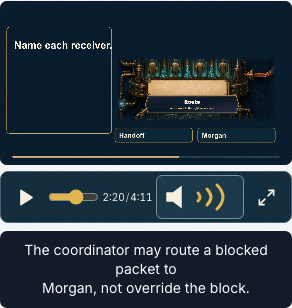 Name each receiver.
Route
Handoff
Morgan
2:20/4:11
The coordinator may route a blocked
packet to
Morgan, not override the block.